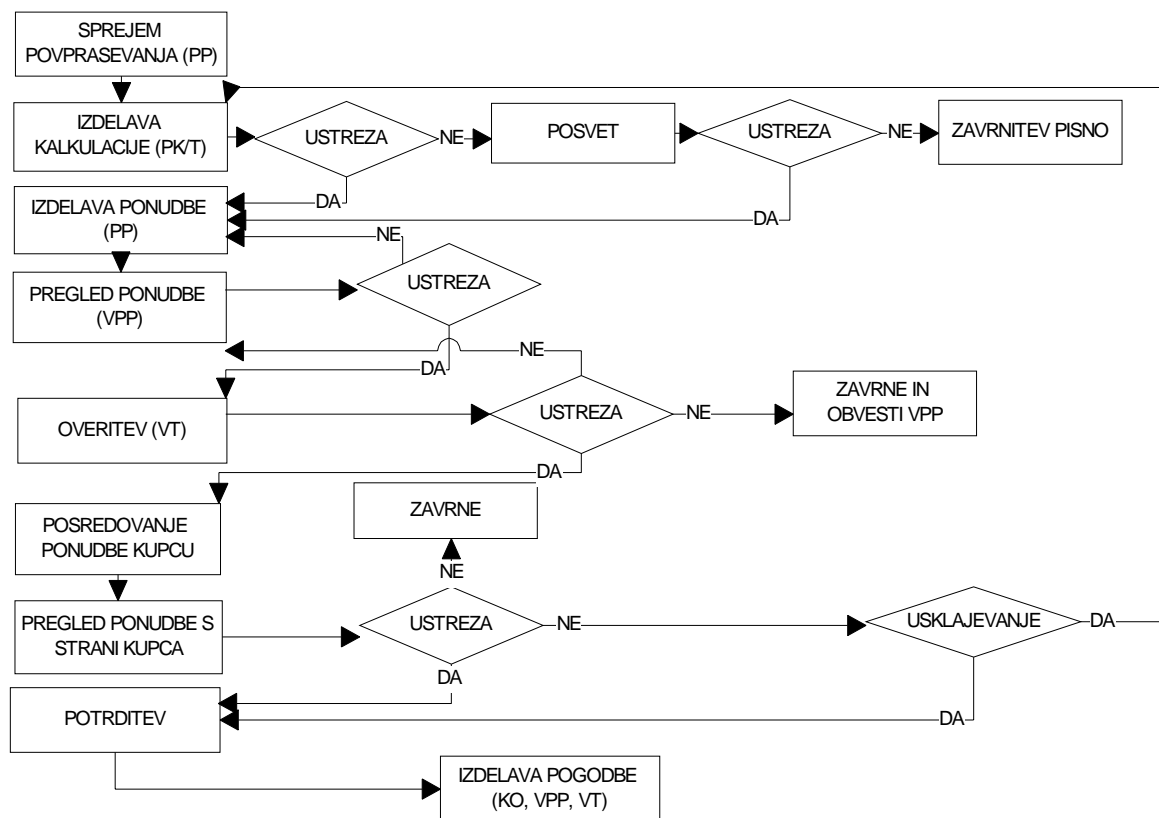 SPREJEM
POVPRASEVANJA (PP)
IZDELAVA
KALKULACIJE (PK/T)
USTREZA
NE
POSVET
USTREZA
NE
ZAVRNITEV PISNO
DA
DA
IZDELAVA PONUDBE
(PP)
NE
PREGLED PONUDBE
(VPP)
USTREZA
NE
DA
OVERITEV (VT)
USTREZA
NE
ZAVRNE IN
OBVESTI VPP
DA
ZAVRNE
POSREDOVANJE
PONUDBE KUPCU
NE
PREGLED PONUDBE S
STRANI KUPCA
USTREZA
NE
USKLAJEVANJE
DA
DA
POTRDITEV
DA
IZDELAVA POGODBE
(KO, VPP, VT)